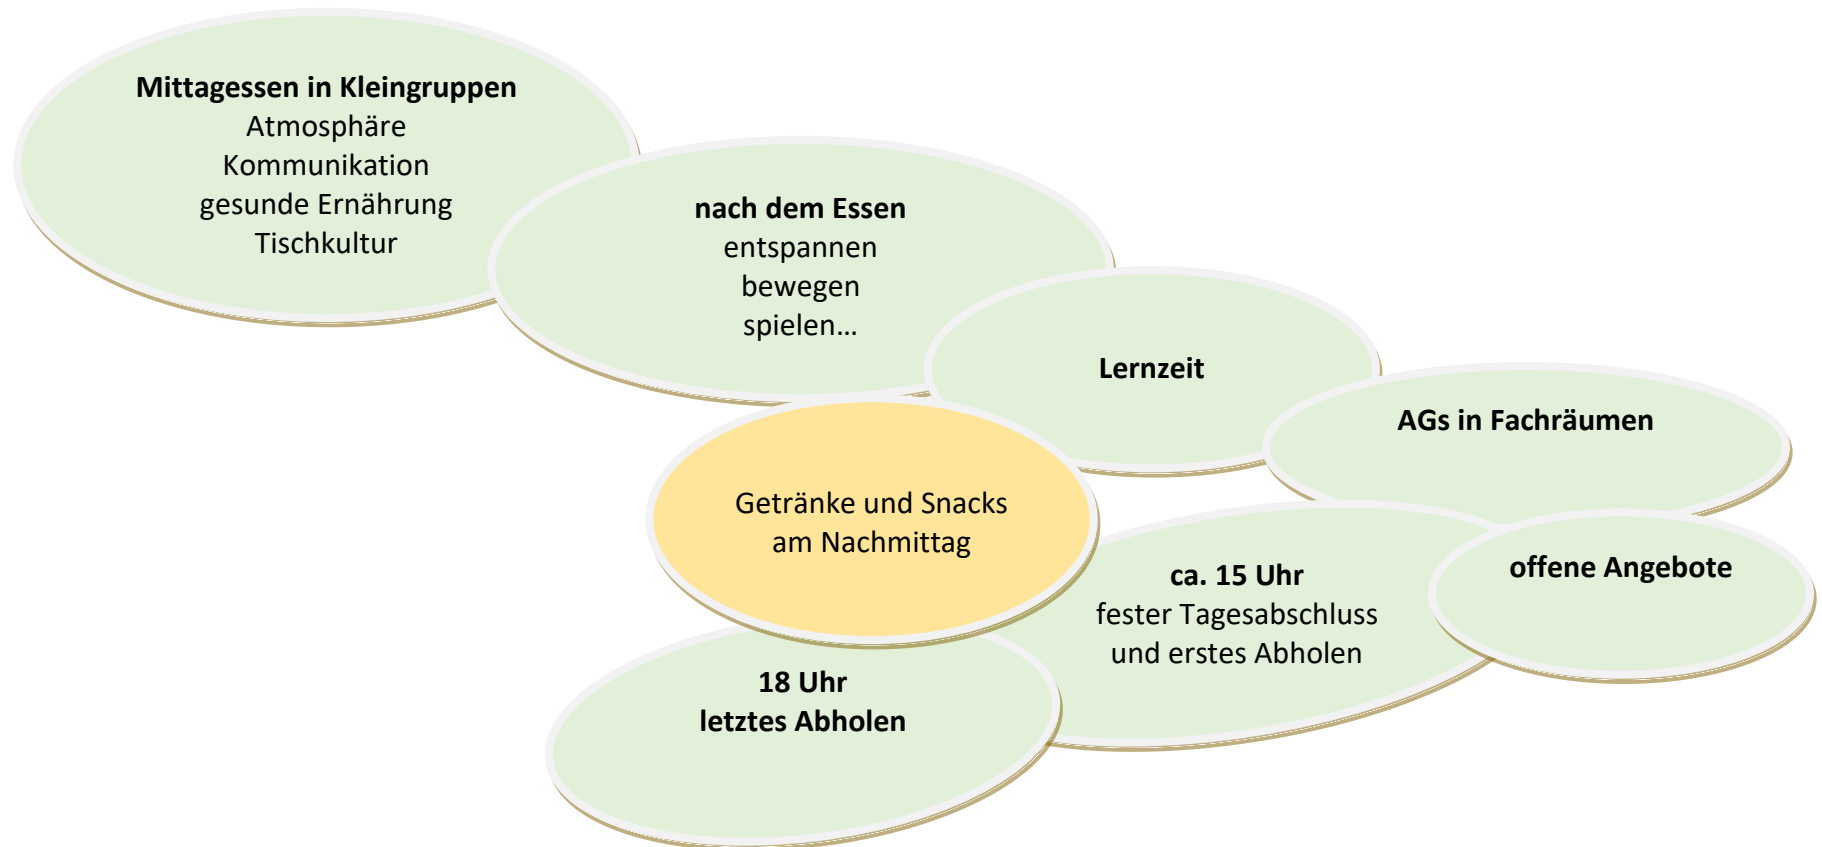 Mittagessen in Kleingruppen
Atmosphäre
Kommunikation
gesunde Ernährung
Tischkultur
nach dem Essen
entspannen
bewegen
spielen…
Lernzeit
AGs in Fachräumen
Getränke und Snacks
am Nachmittag
offene Angebote
ca. 15 Uhr
fester Tagesabschluss
und erstes Abholen
18 Uhr
letztes Abholen